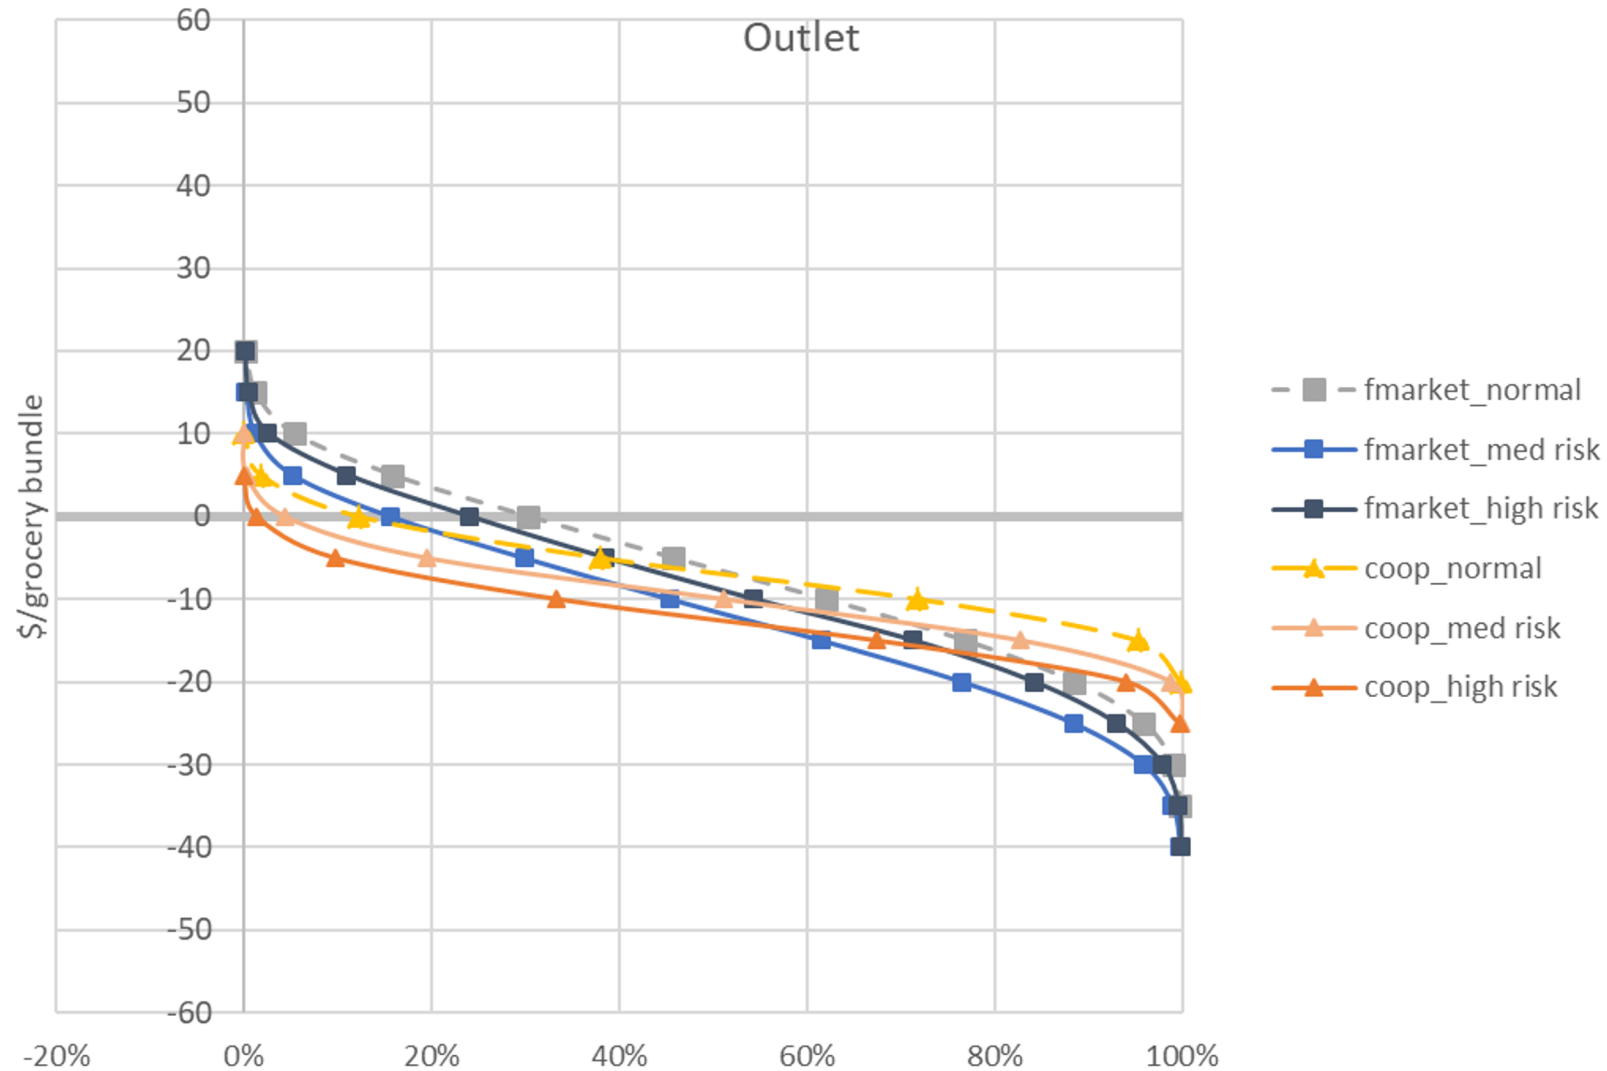 Outlet
60
50
40
30
20
10
0
-10
-20
-30
-40
-50
-60
$/grocery bundle
-20%
0%
20%
40%
60%
80%
100%
fmarket_normal
fmarket_med risk
fmarket_high risk
coop_normal
coop_med risk
coop_high risk